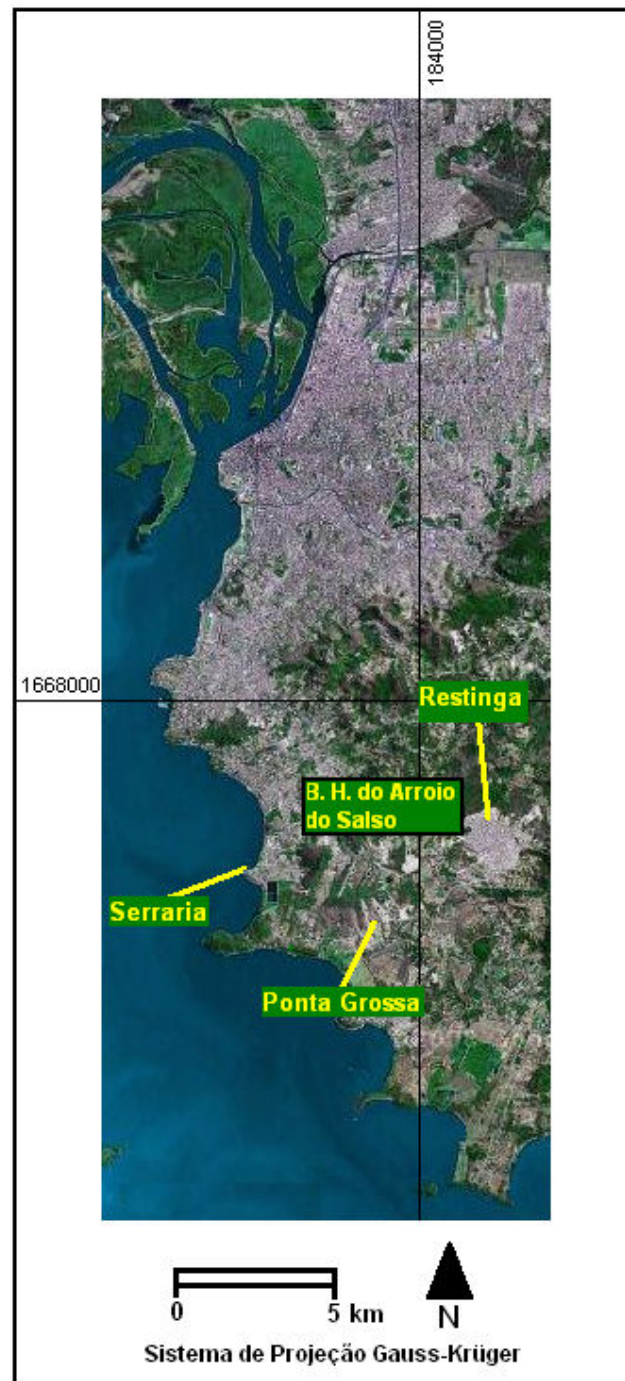 184000
1668000
Restinga
B. H. do Arroio
do Salso
Serraria
Ponta Grossa
0 5 km
N
Sistema de Projeção Gauss-Krüger